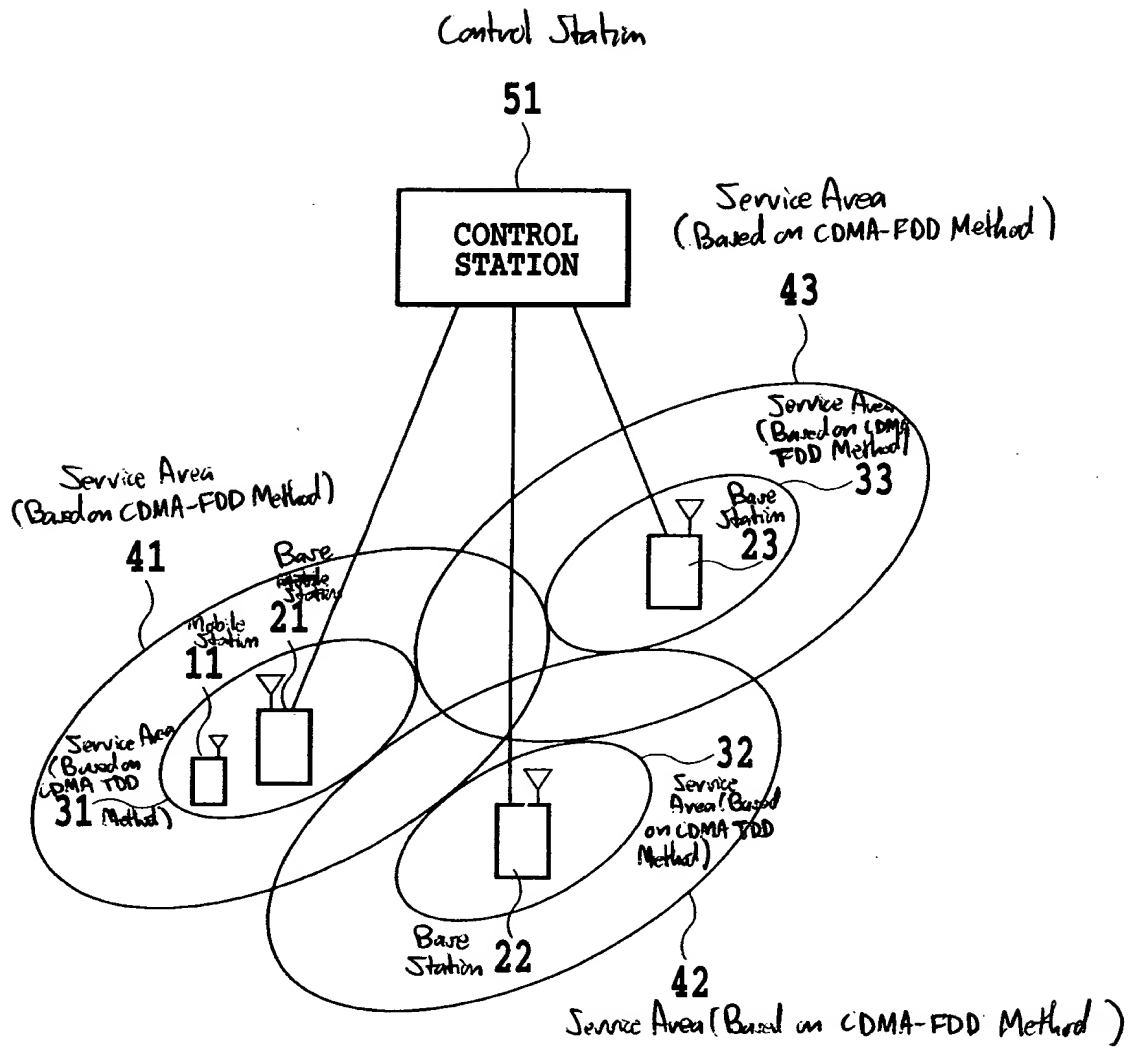 Control Station
51
CONTROL
STATION
Service Area
(Based on CDMA-FDD Method)
43
Service Area
(Based on CDMA
FDD Method)
33
Base
Station
23
Service Area
(Based on CDMA-FDD Method)
41
Base
Mobile
Station
21
Mobile
Station
11
Service Area
(Based on
CDMA TDD
Method)
31
32
Service
Area (Based
on CDMA TDD
Method)
Base
Station
22
42
Service Area (Based on CDMA-FDD Method)